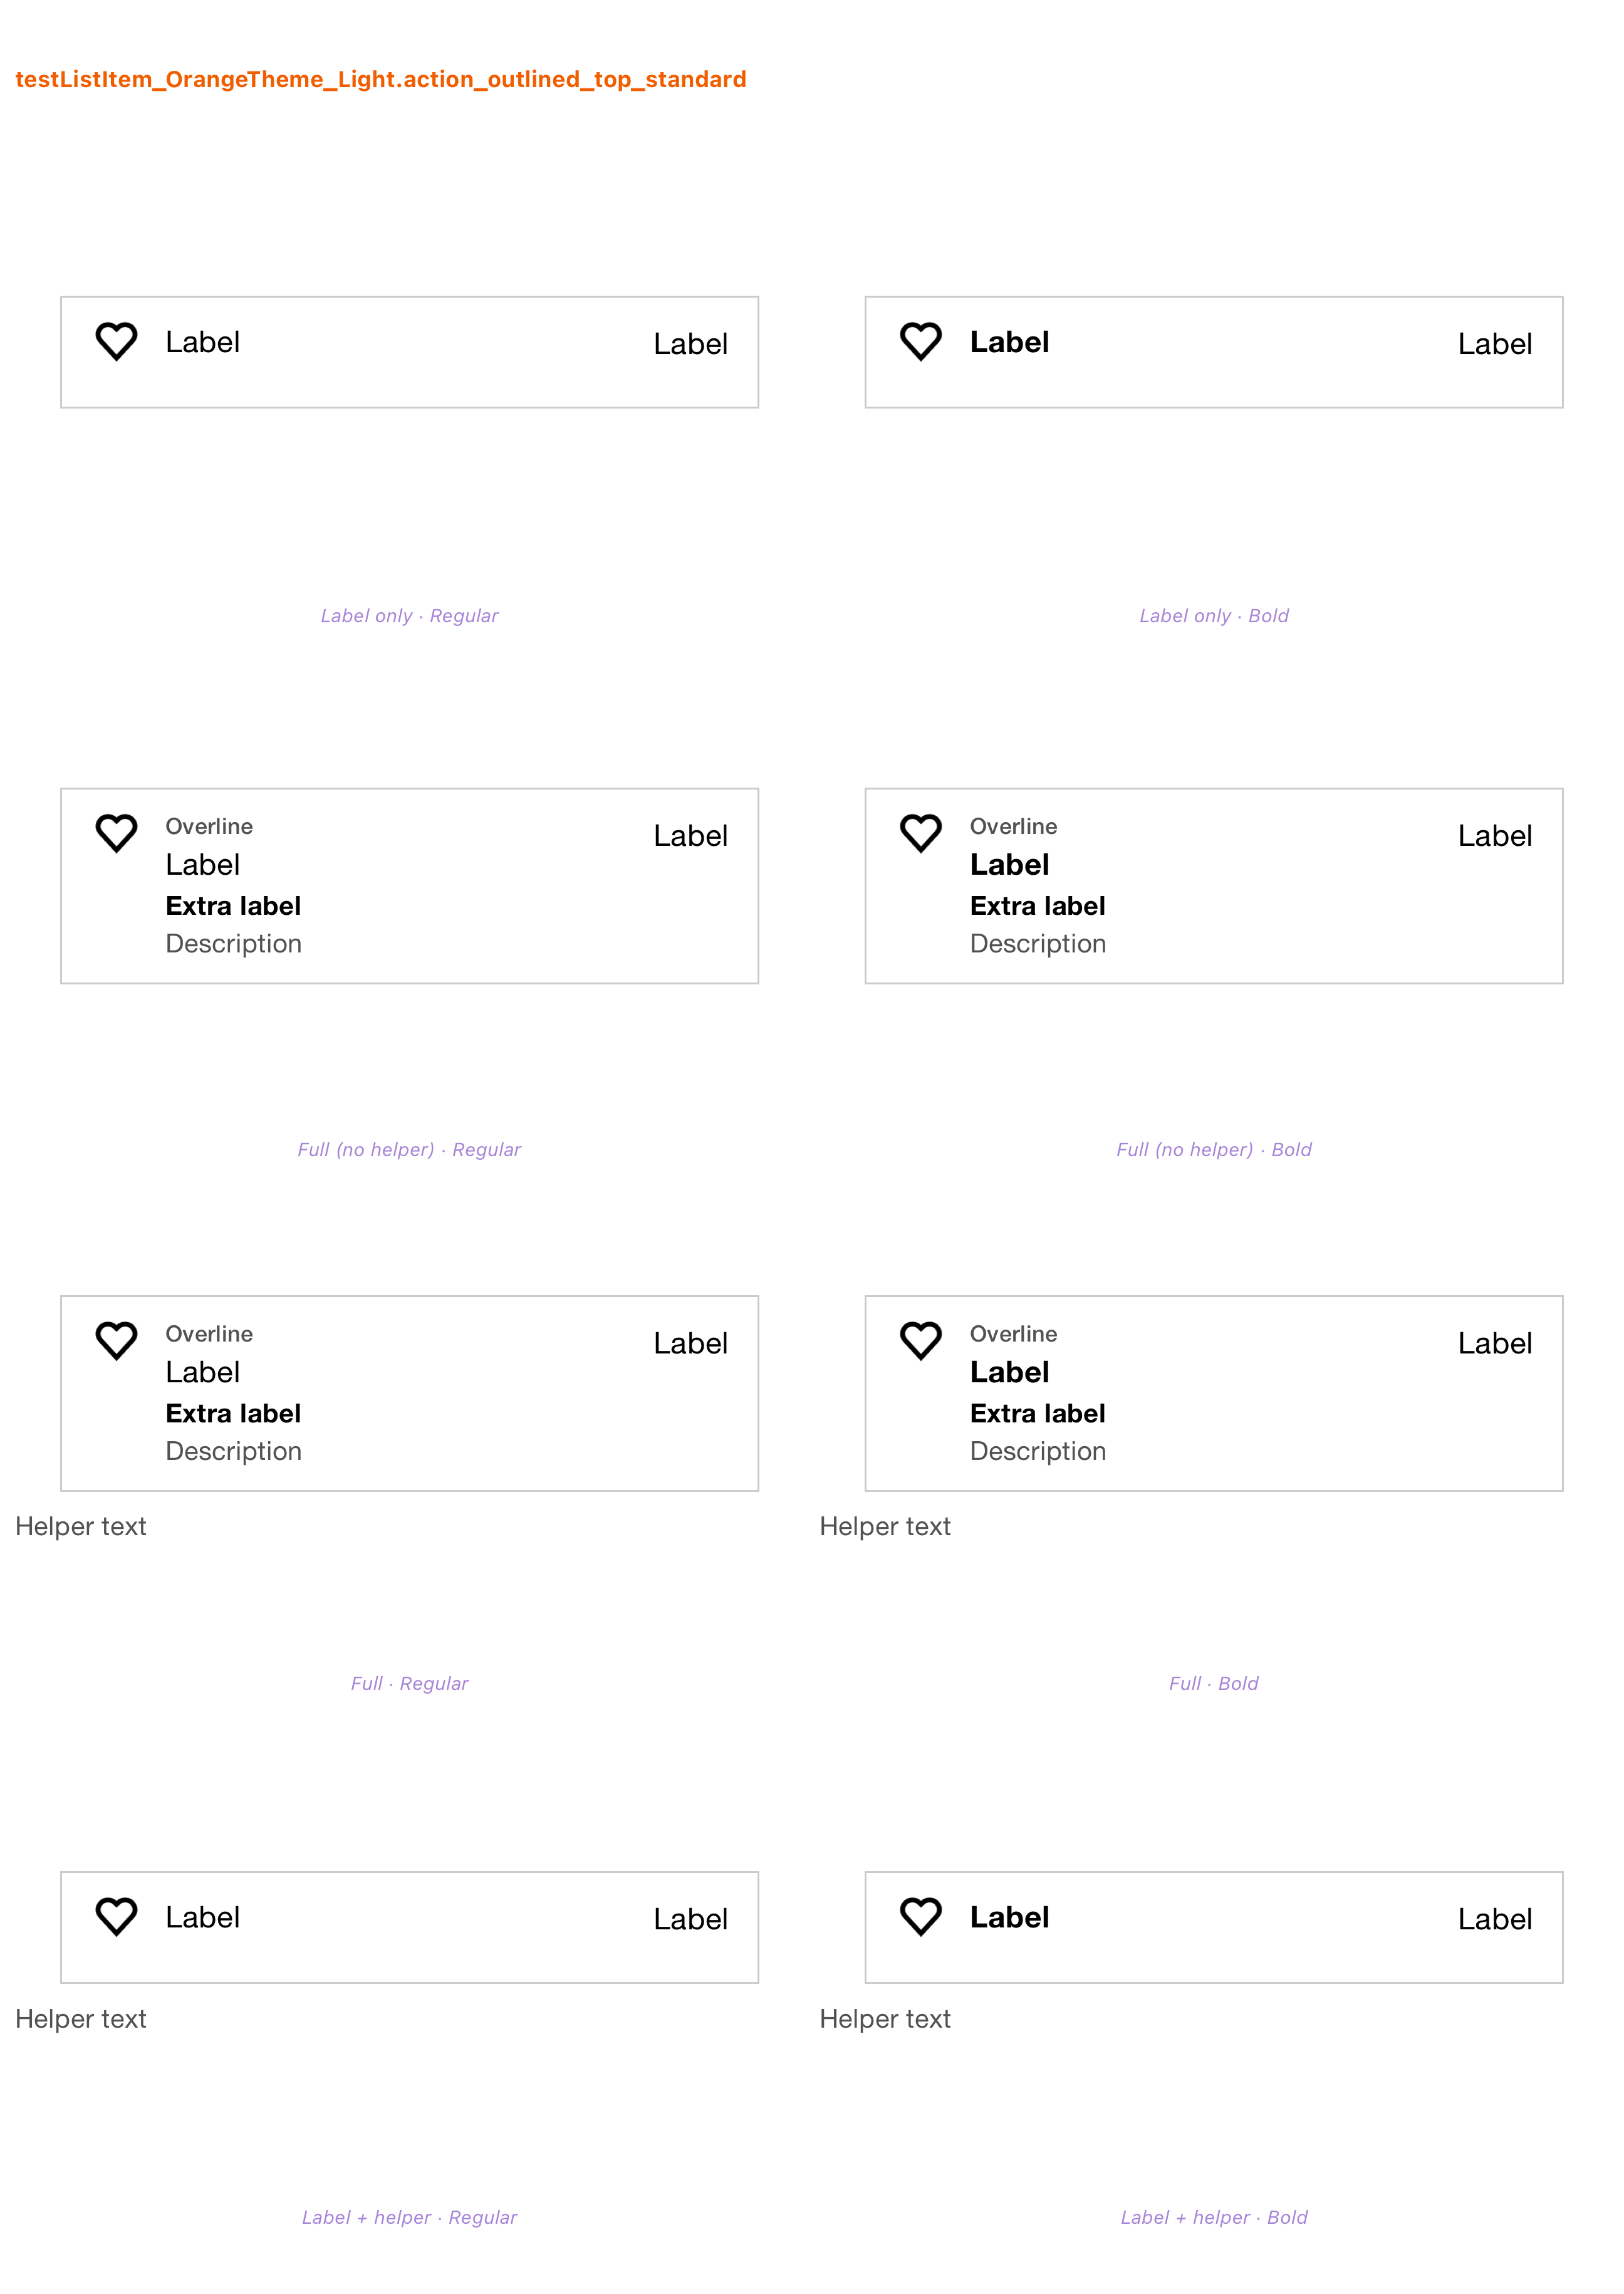 testListItem_OrangeTheme_Light.action_outlined_top_standard
Label Label
Label Label
Label only · Regular
Label only · Bold
Overline
Label
Label
Extra label
Description
Overline
Label
Label
Extra label
Description
Full (no helper) · Regular
Full (no helper) · Bold
Overline
Label
Label
Extra label
Description
Helper text
Overline
Label
Label
Extra label
Description
Helper text
Full · Regular
Full · Bold
Label Label
Helper text
Label Label
Helper text
Label + helper · Regular
Label + helper · Bold